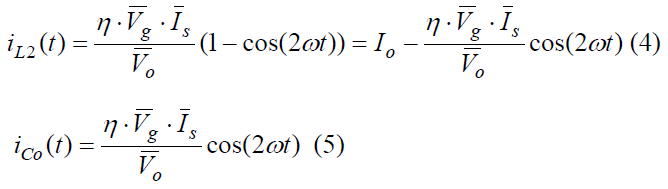 i_{L2}(t) = \frac{\eta \cdot \overline{V}_g \cdot \overline{I}_s}{\overline{V}_o} (1 - \cos(2\omega t)) = I_o - \frac{\eta \cdot \overline{V}_g \cdot \overline{I}_s}{\overline{V}_o} \cos(2\omega t) (4)
i_{Co}(t) = \frac{\eta \cdot \overline{V}_g \cdot \overline{I}_s}{\overline{V}_o} \cos(2\omega t) (5)